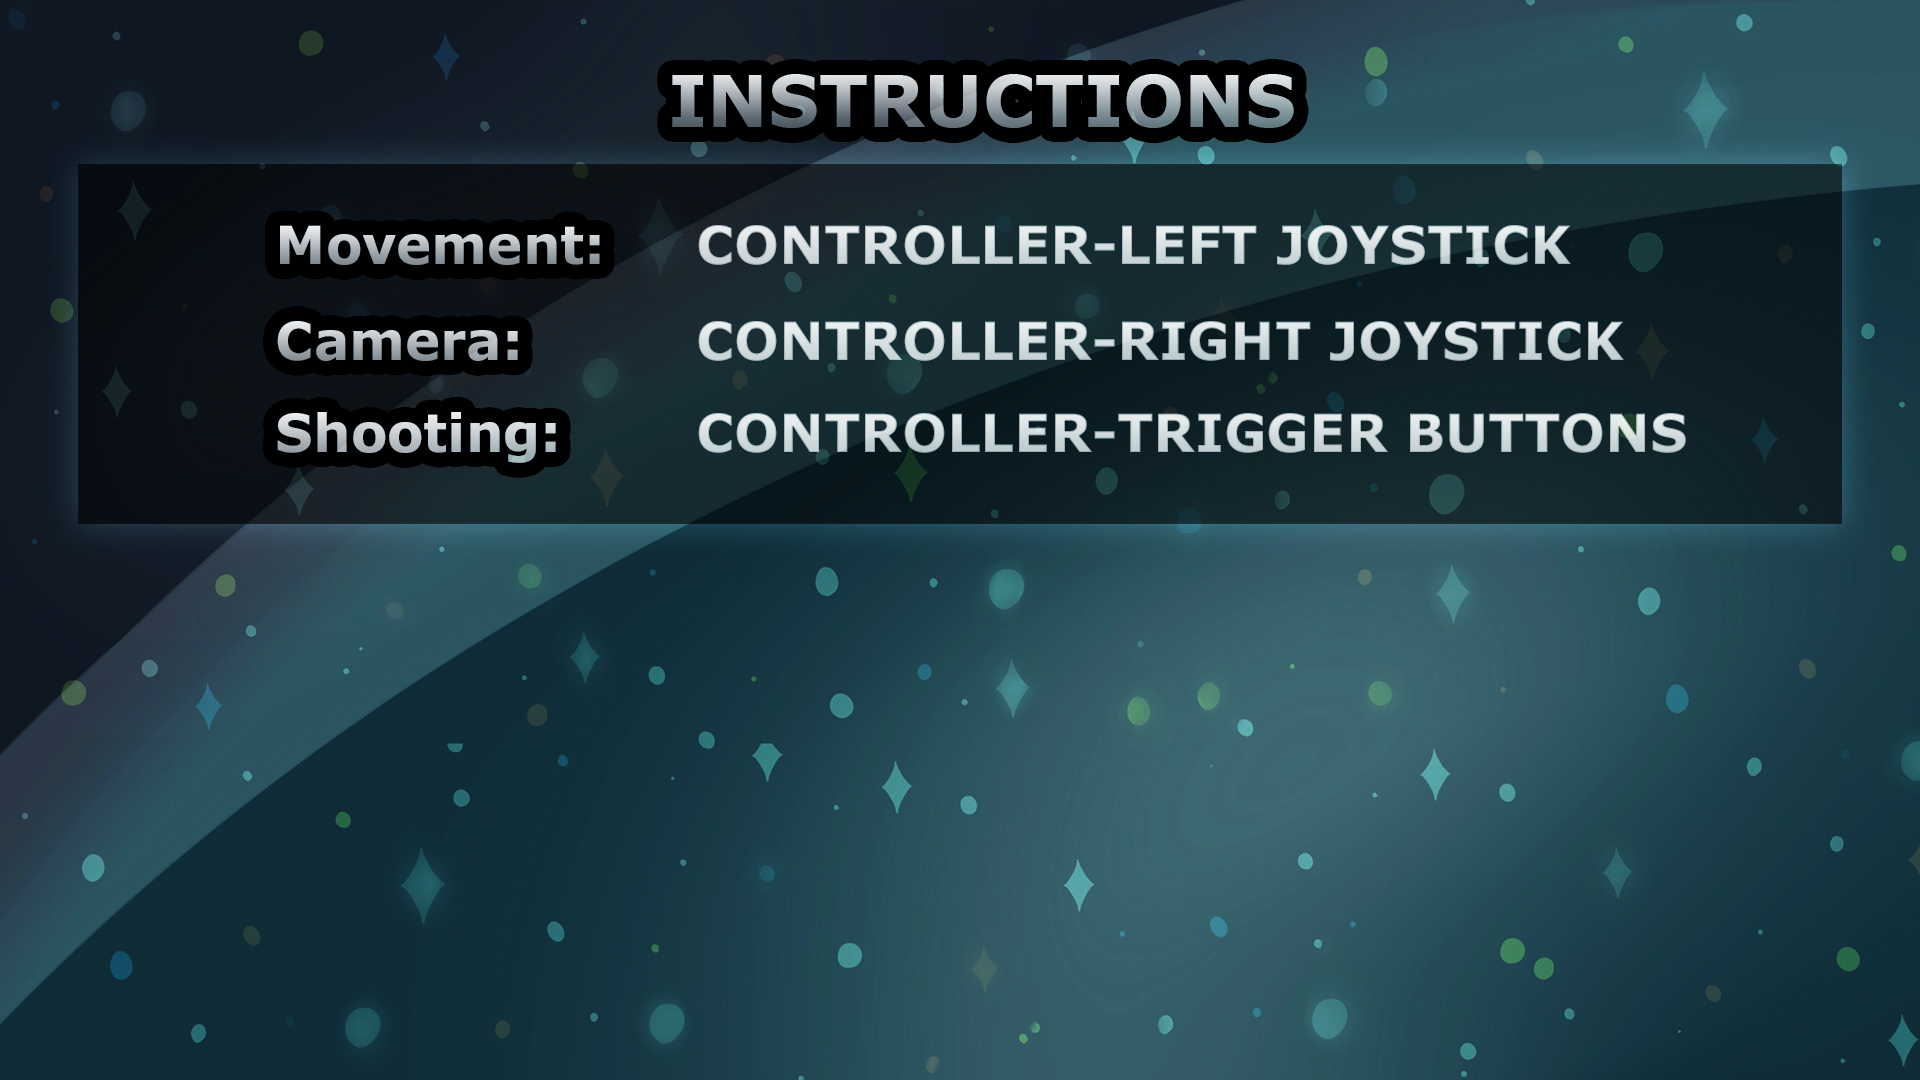 INSTRUCTIONS
Movement: CONTROLLER-LEFT JOYSTICK
Camera: CONTROLLER-RIGHT JOYSTICK
Shooting: CONTROLLER-TRIGGER BUTTONS